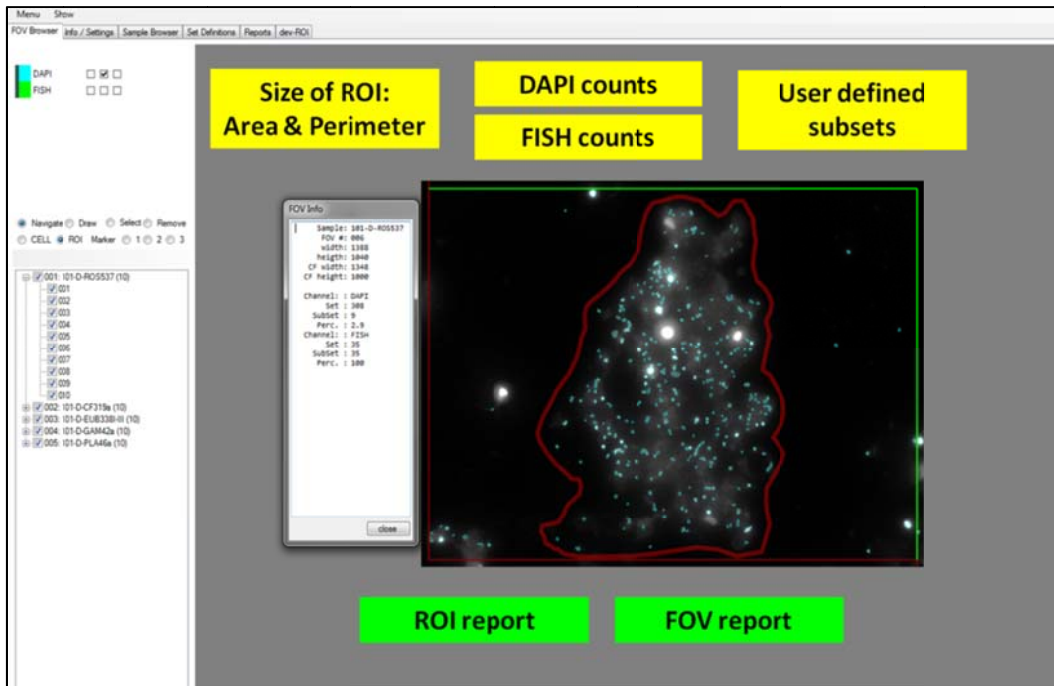 Menu Show
FOV Browser Info / Settings Sample Browser Set Definitions Reports dev-ROI
DAPI
FISH
Size of ROI:
Area & Perimeter
DAPI counts
FISH counts
User defined
subsets
Navigate Draw Select Remove
CELL ROI Marker 1 2 3
001: I01-D-ROS537 (10)
001
002
003
004
005
006
007
008
009
010
002: I01-D-CF319a (10)
003: I01-D-EUB338I-III (10)
004: I01-D-GAM42a (10)
005: I01-D-PLA46a (10)
FOV Info
Sample: I01-D-ROS537
FOV #: 006
width: 1388
heigth: 1040
CF width: 1348
CF height: 1000
Channel: : DAPI
Set : 308
SubSet : 9
Perc. : 2.9
Channel: : FISH
Set : 35
SubSet : 35
Perc. : 100
close
ROI report
FOV report